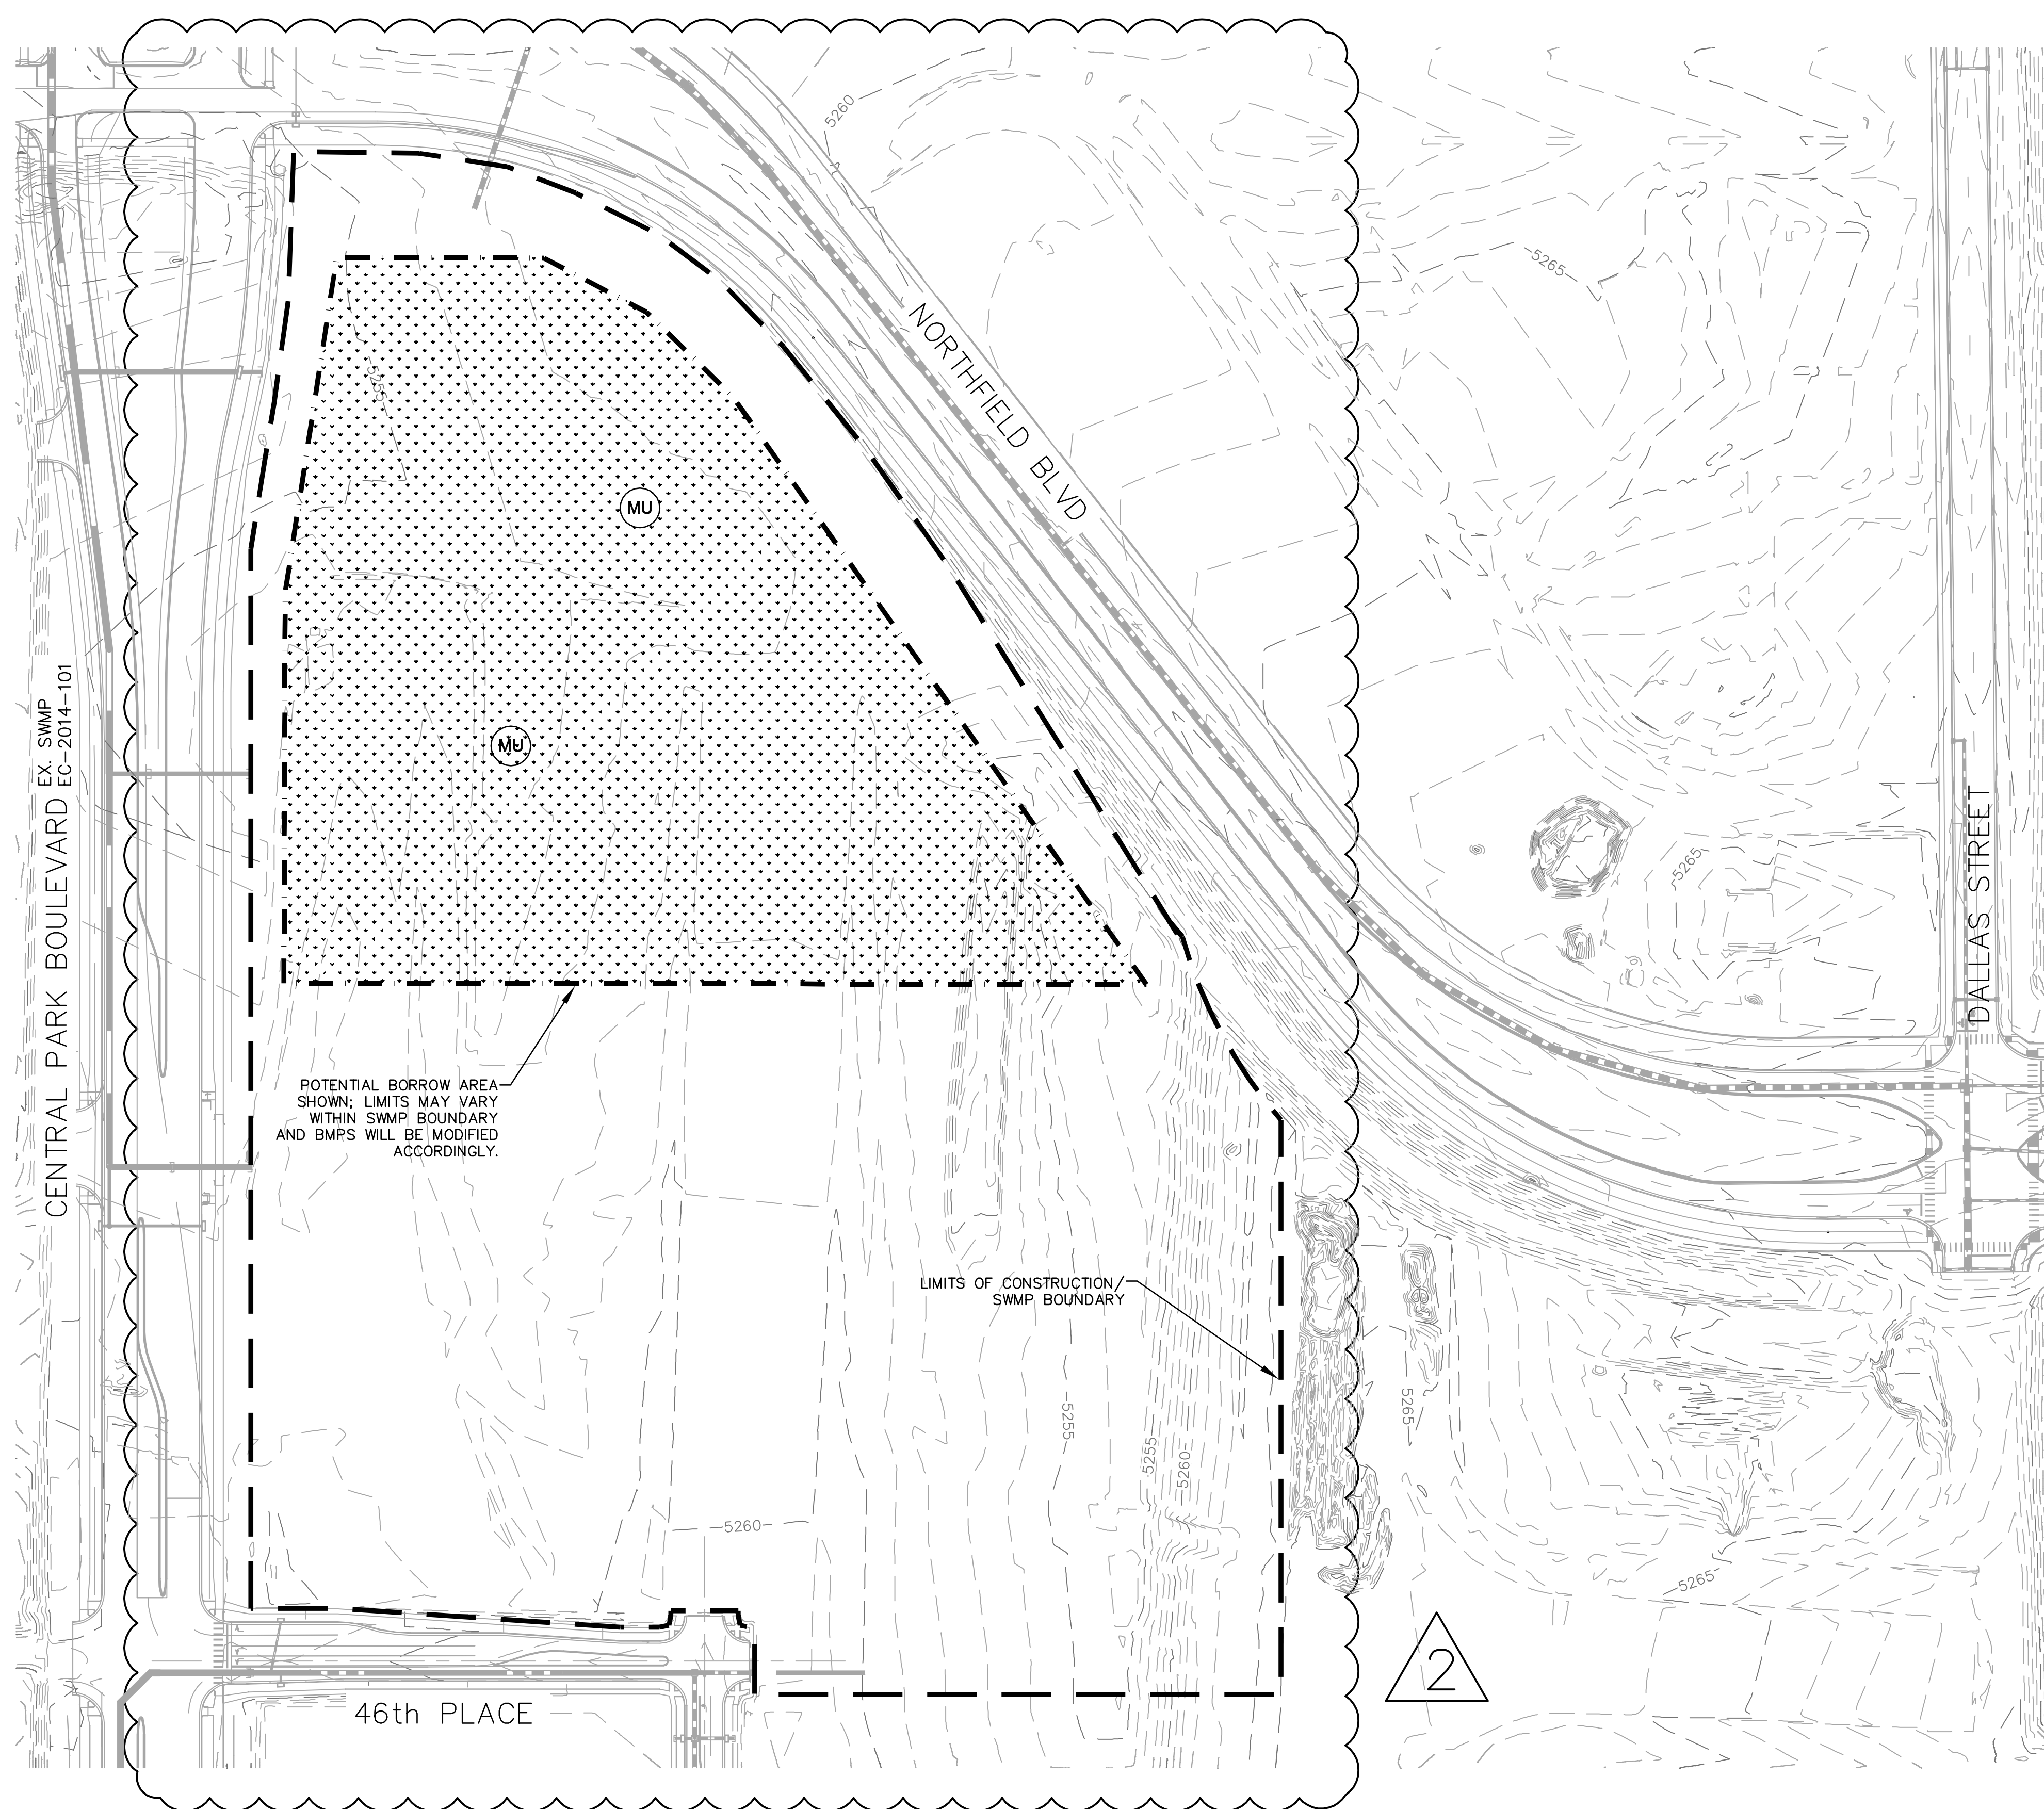 5260
5265
NORTHFIELD BLVD
5255
MU
MU
EX. SWMP
EC-2014-101
CENTRAL PARK BOULEVARD
5265
DALLAS STREET
POTENTIAL BORROW AREA
SHOWN; LIMITS MAY VARY
WITHIN SWMP BOUNDARY
AND BMPS WILL BE MODIFIED
ACCORDINGLY.
LIMITS OF CONSTRUCTION/
SWMP BOUNDARY
5255
5255
5260
5265
5260
5265
2
46th PLACE